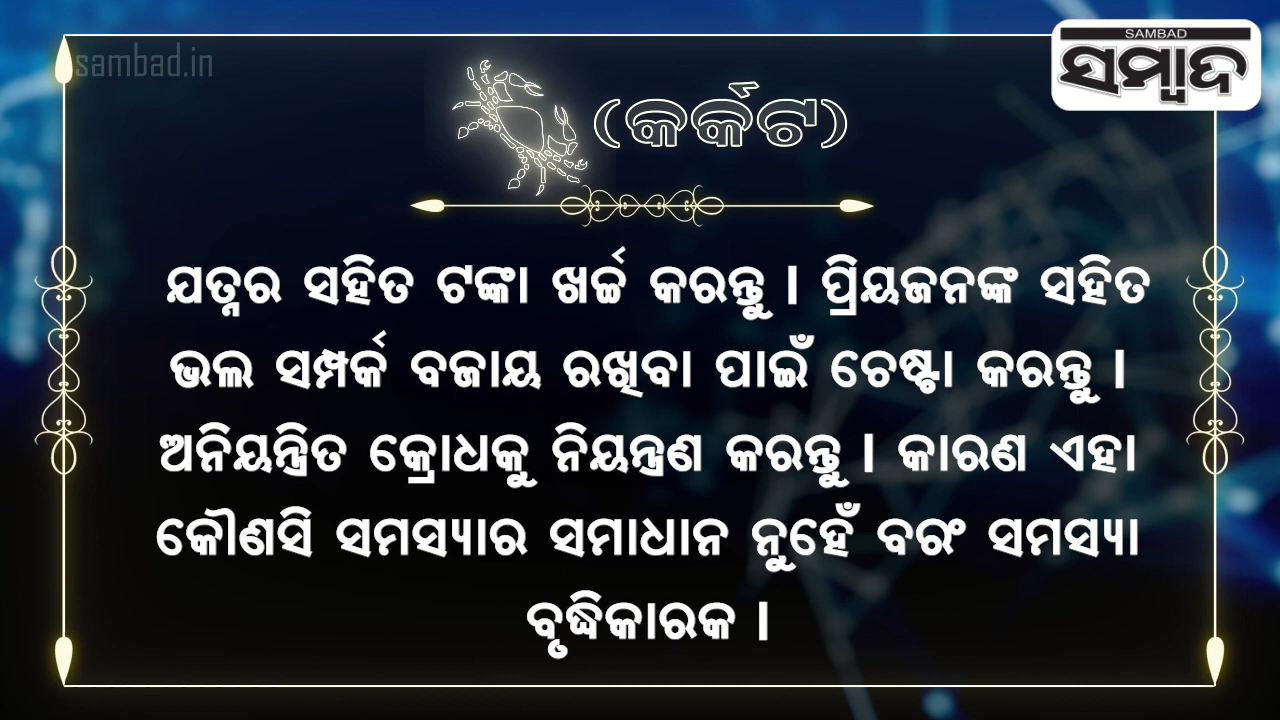 sambad.in
SAMBAD
ସମ୍ବାଦ
(କର୍କଟ)
ଯତ୍ନର ସହିତ ଟଙ୍କା ଖର୍ଚ୍ଚ କରନ୍ତୁ । ପ୍ରିୟଜନଙ୍କ ସହିତ
ଭଲ ସମ୍ପର୍କ ବଜାୟ ରଖିବା ପାଇଁ ଚେଷ୍ଟା କରନ୍ତୁ ।
ଅନିୟନ୍ତ୍ରିତ କ୍ରୋଧକୁ ନିୟନ୍ତ୍ରଣ କରନ୍ତୁ । କାରଣ ଏହା
କୌଣସି ସମସ୍ୟାର ସମାଧାନ ନୁହେଁ ବରଂ ସମସ୍ୟା
ବୃଦ୍ଧିକାରକ ।